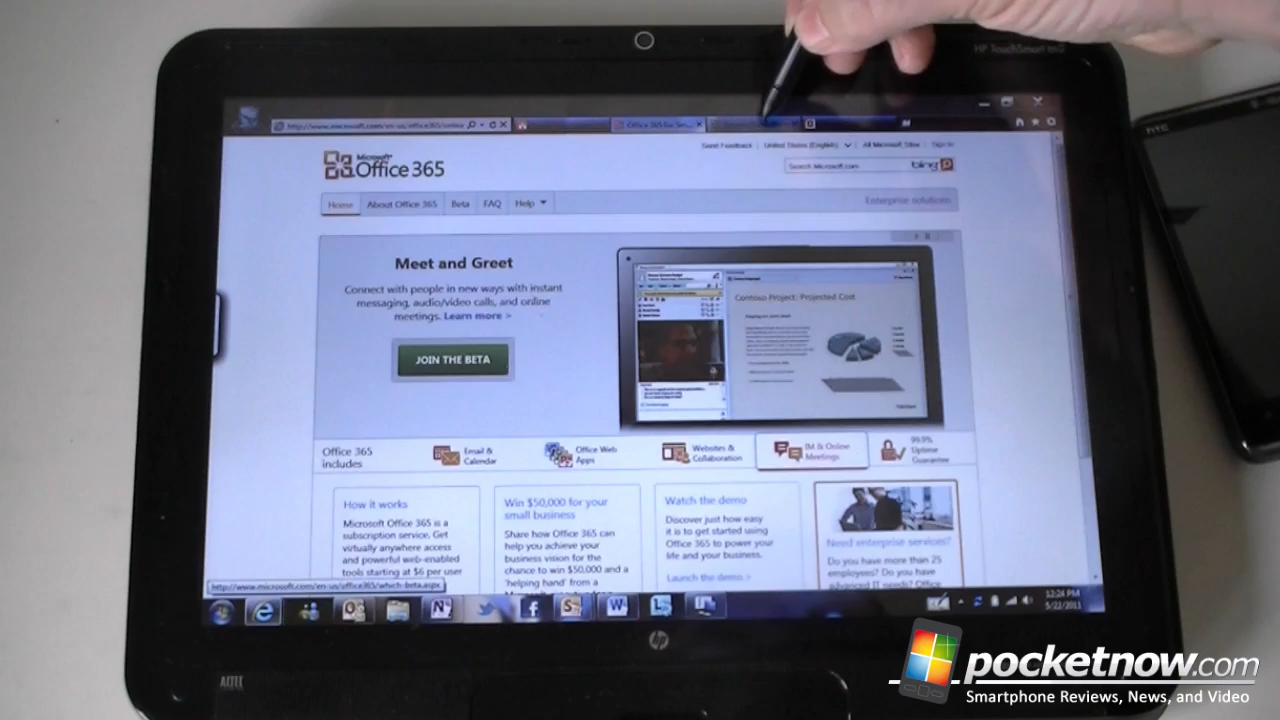 HP TouchSmart tm2
htc
http://www.microsoft.com/en-us/office365/online
Office 365 for Sm...
Send Feedback | United States (English) | All Microsoft Sites Sign In
Microsoft
Office 365
Search Microsoft.com bing
Home About Office 365 Beta FAQ Help
Enterprise solutions
Meet and Greet
Connect with people in new ways with instant
messaging, audio/video calls, and online
meetings. Learn more >
JOIN THE BETA
Contoso Project: Projected Cost
Office 365
includes
Email &
Calendar
Office Web
Apps
Websites &
Collaboration
IM & Online
Meetings
99.9%
Uptime
Guarantee
How it works
Microsoft Office 365 is a
subscription service. Get
virtually anywhere access
and powerful web-enabled
tools starting at $6 per user
Win $50,000 for your
small business
Share how Office 365 can
help you achieve your
business vision for the
chance to win $50,000 and a
'helping hand' from a
Watch the demo
Discover just how easy
it is to get started using
Office 365 to power your
life and your business.
Launch the demo >
Need enterprise services?
Do you have more than 25
employees? Do you have
advanced IT needs? Office
http://www.microsoft.com/en-us/office365/which-beta.aspx
12:24 PM
5/22/2011
hp
ALTEC
pocketnow.com
Smartphone Reviews, News, and Video